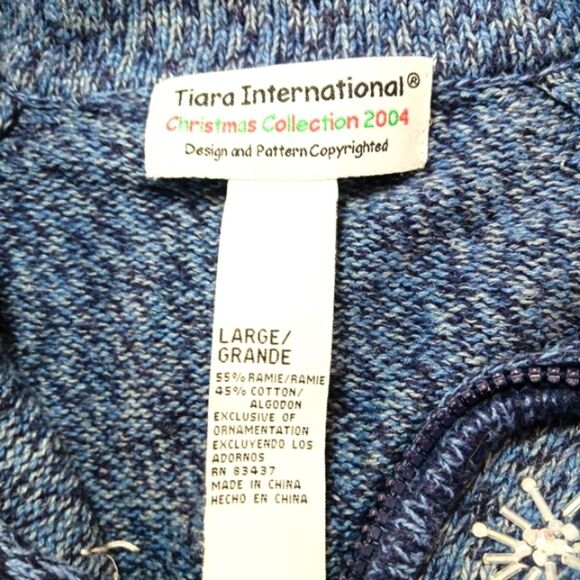 Tiara International®
Christmas Collection 2004
Design and Pattern Copyrighted
LARGE/
GRANDE
55% RAMIE/RAMIE
45% COTTON/
ALGODON
EXCLUSIVE OF
ORNAMENTATION
EXCLUYENDO LOS
ADORNOS
RN 83437
MADE IN CHINA
HECHO EN CHINA